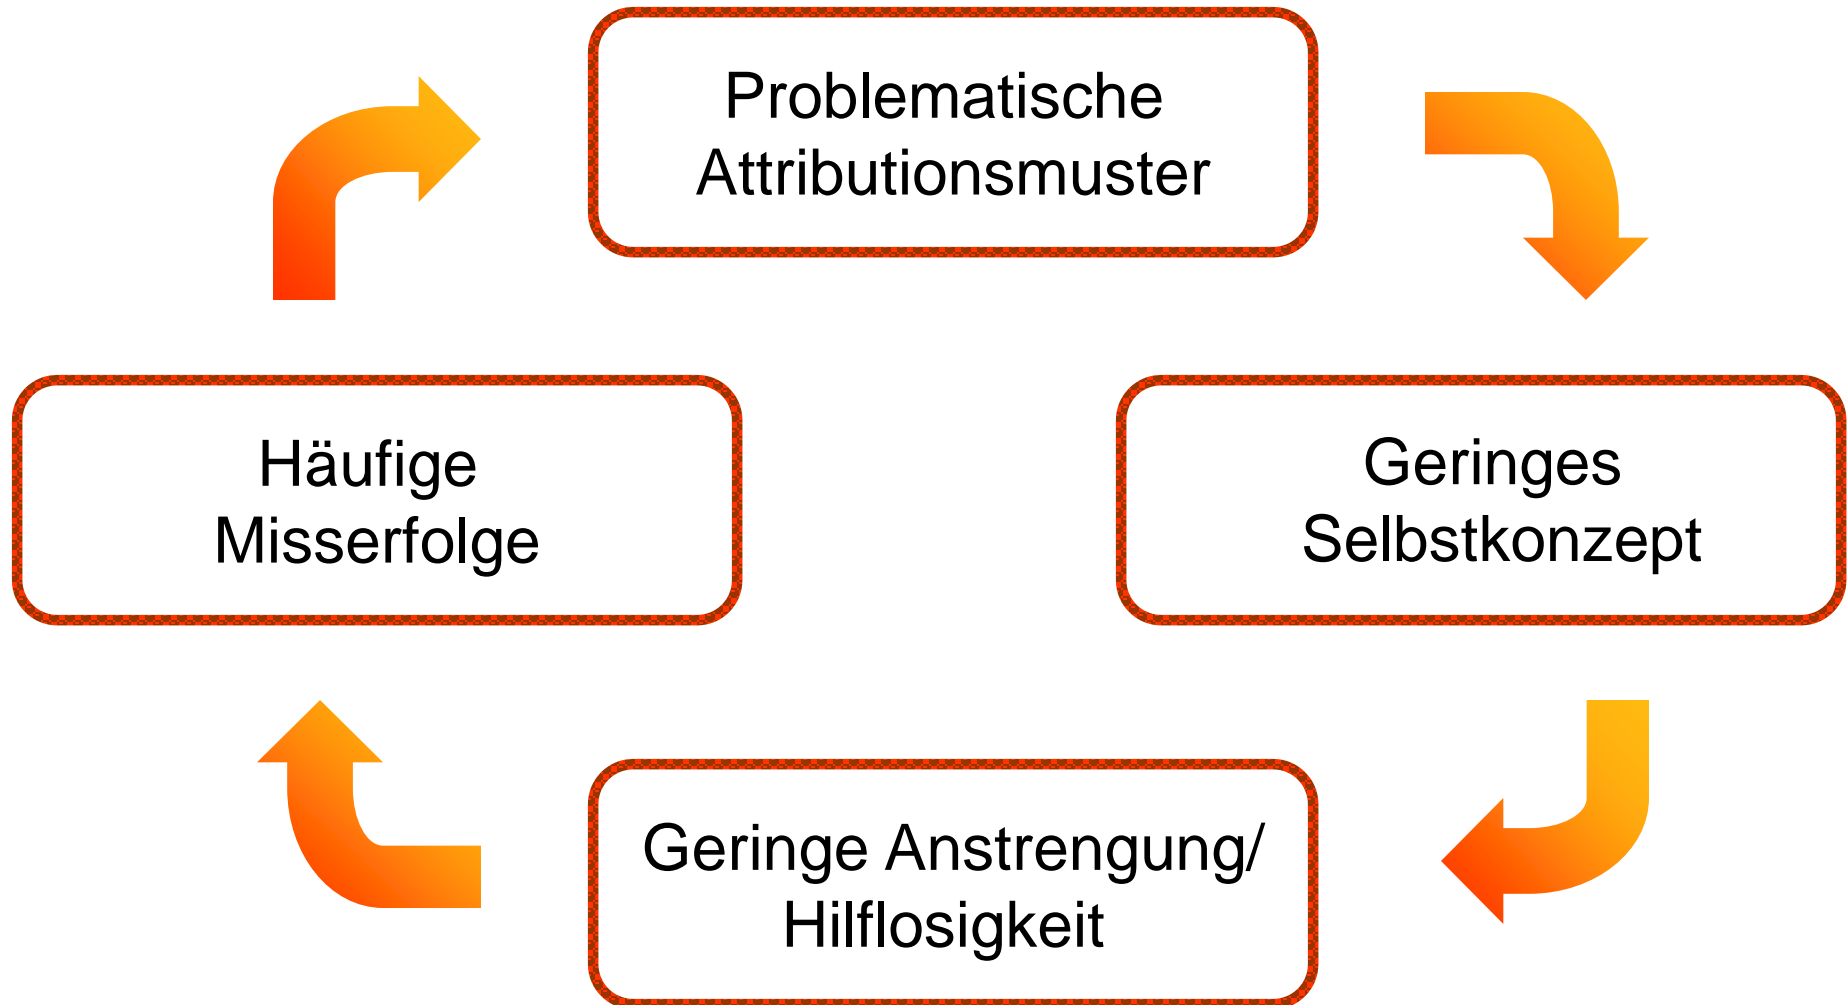 Problematische
Attributionsmuster
Häufige
Misserfolge
Geringes
Selbstkonzept
Geringe Anstrengung/
Hilflosigkeit